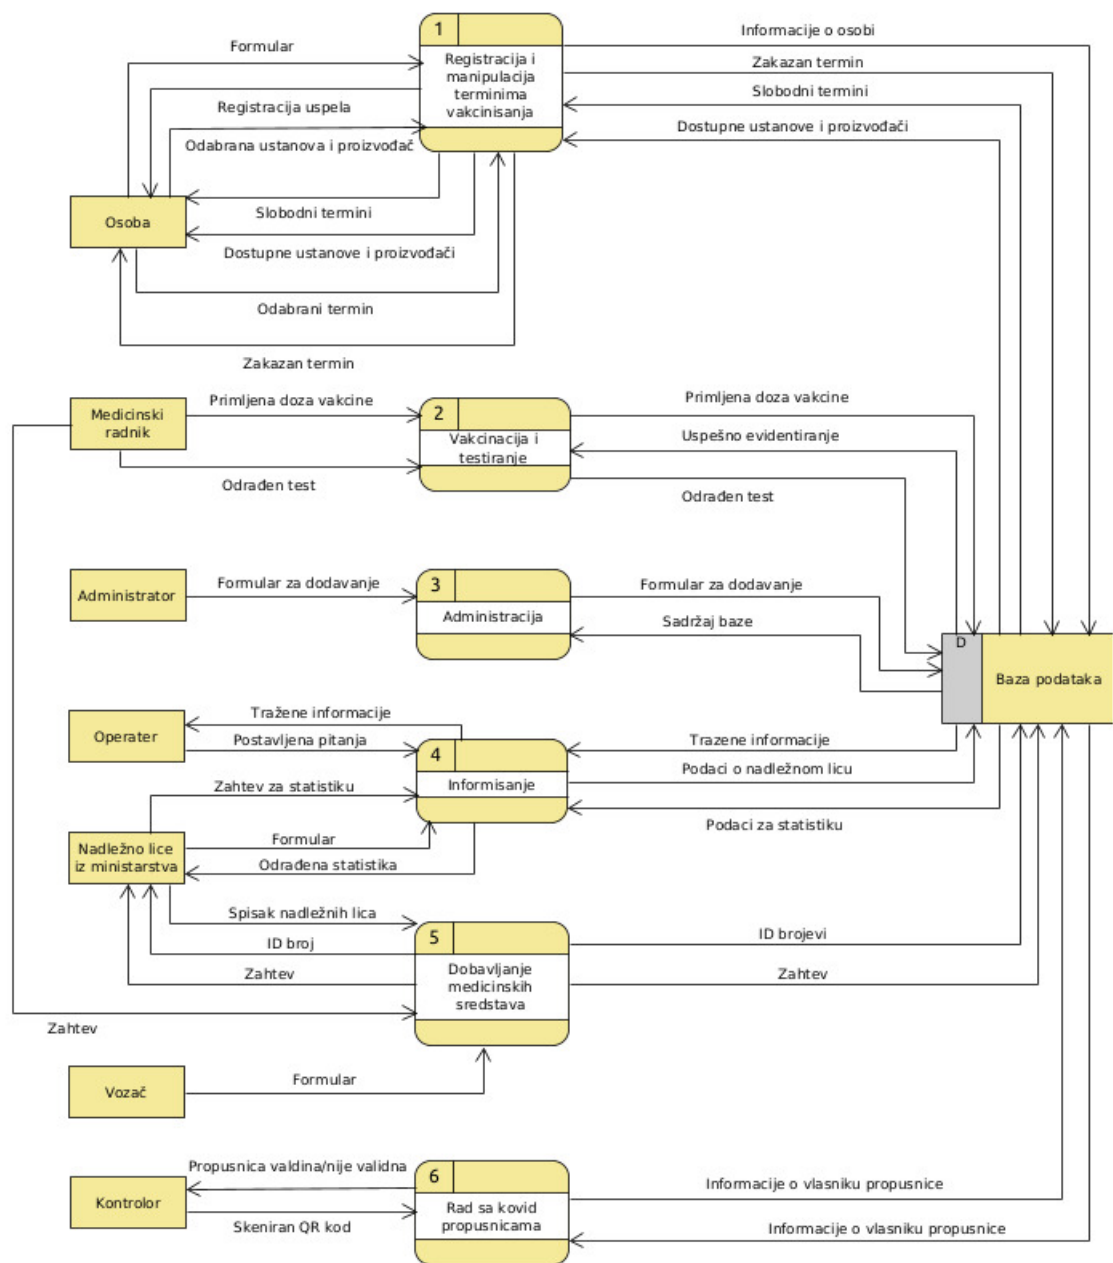 1
Registracija i
manipulacija
terminima
vakcinisanja
Formular
Registracija uspela
Odabrana ustanova i proizvođač
Slobodni termini
Dostupne ustanove i proizvođači
Odabrani termin
Zakazan termin
Osoba
Informacije o osobi
Zakazan termin
Slobodni termini
Dostupne ustanove i proizvođači
Medicinski
radnik
Primljena doza vakcine
Odrađen test
2
Vakcinacija i
testiranje
Primljena doza vakcine
Uspešno evidentiranje
Odrađen test
Administrator
Formular za dodavanje
3
Administracija
Formular za dodavanje
Sadržaj baze
D
Baza podataka
Operater
Tražene informacije
Postavljena pitanja
4
Informisanje
Trazene informacije
Podaci o nadležnom licu
Podaci za statistiku
Zahtev za statistiku
Nadležno lice
iz ministarstva
Formular
Odrađena statistika
Spisak nadležnih lica
ID broj
Zahtev
5
Dobavljanje
medicinskih
sredstava
ID brojevi
Zahtev
Zahtev
Vozač
Formular
Kontrolor
Propusnica valdina/nije validna
Skeniran QR kod
6
Rad sa kovid
propusnicama
Informacije o vlasniku propusnice
Informacije o vlasniku propusnice